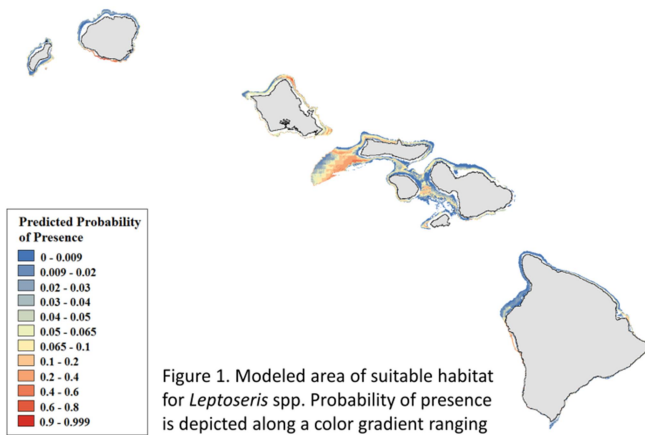 Predicted Probability
of Presence
0 - 0.009
0.009 - 0.02
0.02 - 0.03
0.03 - 0.04
0.04 - 0.05
0.05 - 0.065
0.065 - 0.1
0.1 - 0.2
0.2 - 0.4
0.4 - 0.6
0.6 - 0.8
0.9 - 0.999
Figure 1. Modeled area of suitable habitat
for Leptoseris spp. Probability of presence
is depicted along a color gradient ranging